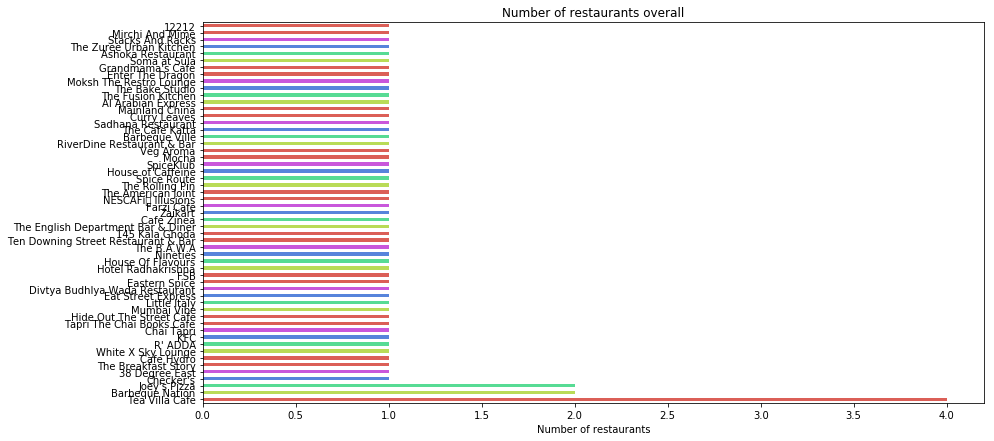 Number of restaurants overall
12212
Mirchi And Mime
Stacks And Racks
The Zuree Urban Kitchen
Ashoka Restaurant
Soma at Sula
Grandmama's Cafe
Enter The Dragon
Moksh The Restro Lounge
The Bake Studio
The Fusion Kitchen
Al Arabian Express
Mainland China
Curry Leaves
Sadhana Restaurant
The Cafe Katta
Barbeque Ville
RiverDine Restaurant & Bar
Veg Aroma
Mocha
SpiceKlub
House of Caffeine
Spice Route
The Rolling Pin
The American Joint
NESCAFÌ Illusions
Farzi Cafe
Zaikart
Cafe Zinea
The English Department Bar & Diner
145 Kala Ghoda
Ten Downing Street Restaurant & Bar
The B.A.W.A
Nineties
House Of Flavours
Hotel Radhakrishna
FSB
Eastern Spice
Divtya Budhlya Wada Restaurant
Eat Street Express
Little Italy
Mumbai Vibe
Hide Out The Street Cafe
Tapri The Chai Books Cafe
Chai Tapri
KFC
R' ADDA
White X Sky Lounge
Cafe Hydro
The Breakfast Story
38 Degree East
Checker's
Joey's Pizza
Barbeque Nation
Tea Villa Cafe
0.0 0.5 1.0 1.5 2.0 2.5 3.0 3.5 4.0
Number of restaurants